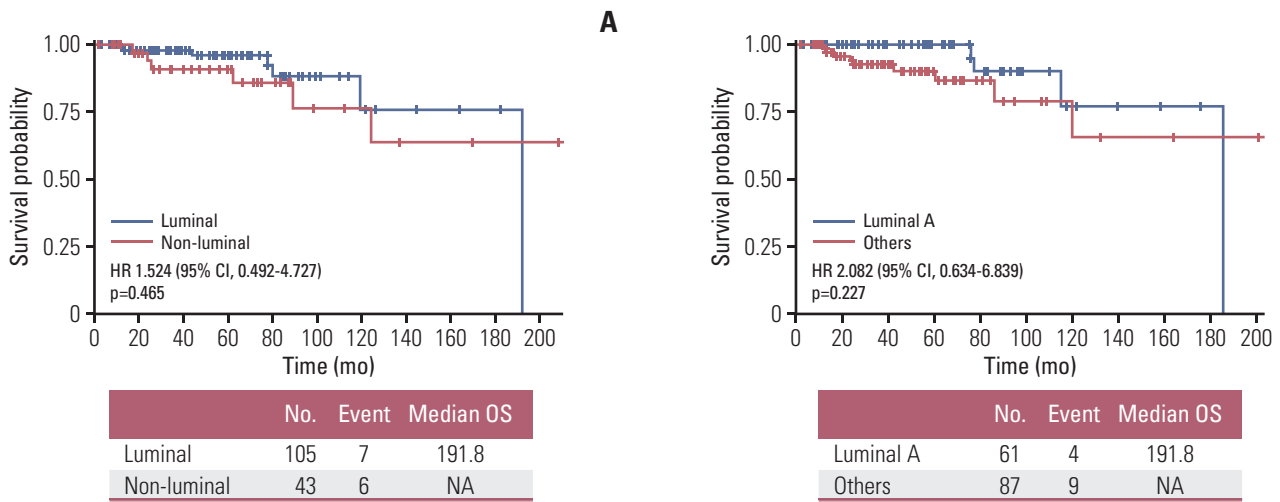 A
1.00
0.75
0.50
0.25
0
Survival probability
Luminal
Non-luminal
HR 1.524 (95% CI, 0.492-4.727)
p=0.465
0 20 40 60 80 100 120 140 160 180 200
Time (mo)
No. Event Median OS
Luminal 105 7 191.8
Non-luminal 43 6 NA
1.00
0.75
0.50
0.25
0
Survival probability
Luminal A
Others
HR 2.082 (95% CI, 0.634-6.839)
p=0.227
0 20 40 60 80 100 120 140 160 180 200
Time (mo)
No. Event Median OS
Luminal A 61 4 191.8
Others 87 9 NA